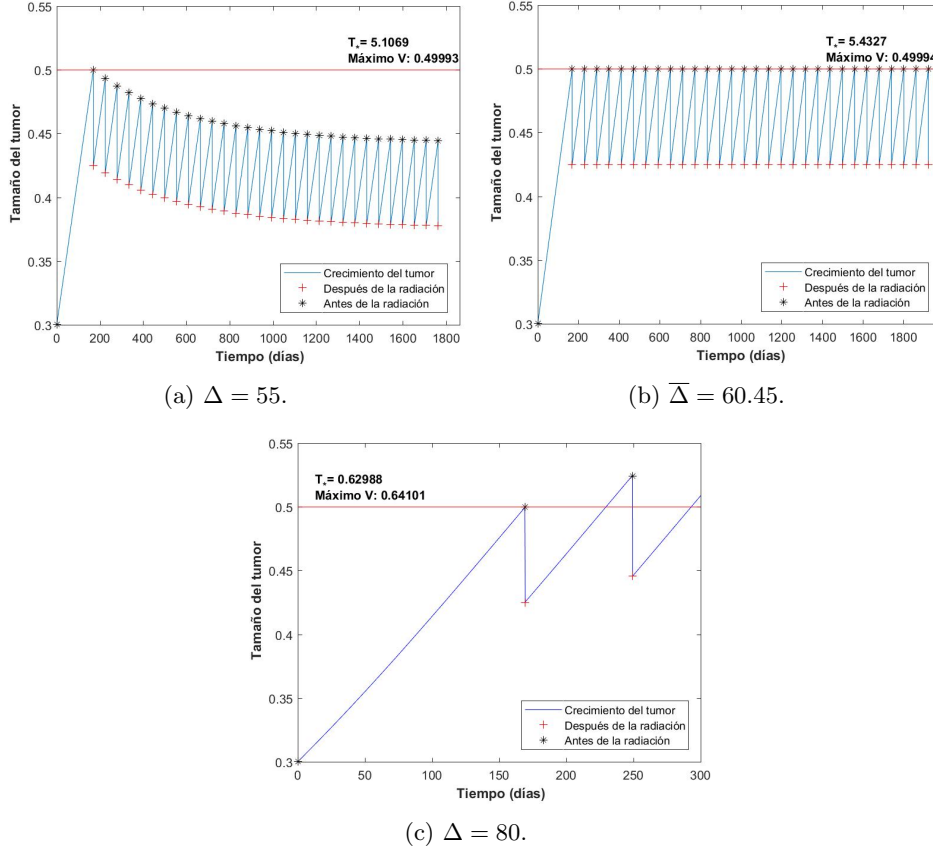 0.55
0.5
0.45
0.4
0.35
0.3
Tamaño del tumor
T*= 5.1069
Máximo V: 0.49993
Crecimiento del tumor
Después de la radiación
Antes de la radiación
0 200 400 600 800 1000 1200 1400 1600 1800
Tiempo (días)
(a) Δ = 55.
0.55
0.5
0.45
0.4
0.35
0.3
Tamaño del tumor
T*= 5.4327
Máximo V: 0.49994
Crecimiento del tumor
Después de la radiación
Antes de la radiación
0 200 400 600 800 1000 1200 1400 1600 1800
Tiempo (días)
(b) Δ̅ = 60.45.
0.55
0.5
0.45
0.4
0.35
0.3
Tamaño del tumor
T*= 0.62988
Máximo V: 0.64101
Crecimiento del tumor
Después de la radiación
Antes de la radiación
0 50 100 150 200 250 300
Tiempo (días)
(c) Δ = 80.